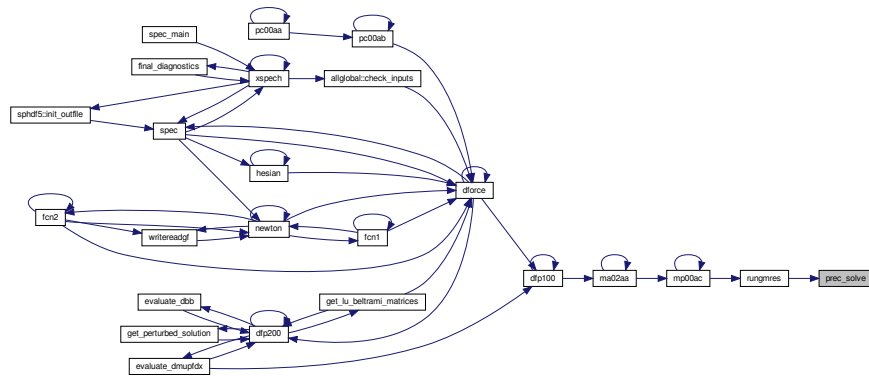 pc00aa
spec_main
pc00ab
final_diagnostics
xspech
allglobal::check_inputs
sphdf5::init_outfile
spec
hesian
dforce
fcn2
newton
writereadgf
fcn1
dfp100
ma02aa
mp00ac
rungmres
prec_solve
evaluate_dbb
get_lu_beltrami_matrices
get_perturbed_solution
dfp200
evaluate_dmupfdx